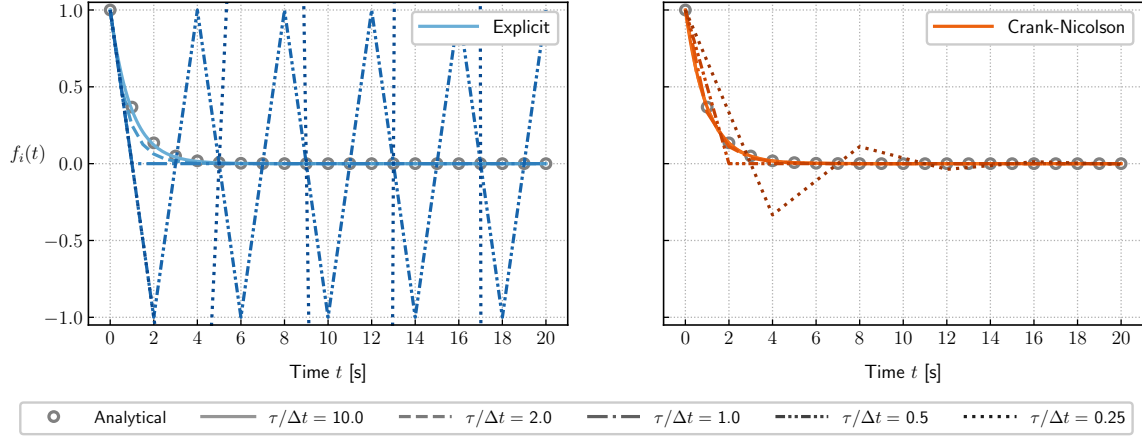 1.0
0.5
0.0
−0.5
−1.0
f_i(t)
Explicit
0 2 4 6 8 10 12 14 16 18 20
Time t [s]
Crank-Nicolson
0 2 4 6 8 10 12 14 16 18 20
Time t [s]
Analytical τ/Δt = 10.0 τ/Δt = 2.0 τ/Δt = 1.0 τ/Δt = 0.5 τ/Δt = 0.25